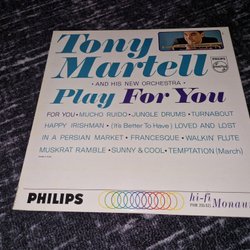 Tony
Martell
• AND HIS NEW ORCHESTRA •
Play For You
FOR YOU • MUCHO RUIDO • JUNGLE DRUMS • TURNABOUT
HAPPY IRISHMAN • (It's Better To Have) LOVED AND LOST
IN A PERSIAN MARKET • FRANCESQUE • WALKIN' FLUTE
MUSKRAT RAMBLE • SUNNY & COOL • TEMPTATION (March)
PHILIPS
hi-fi
Monaural